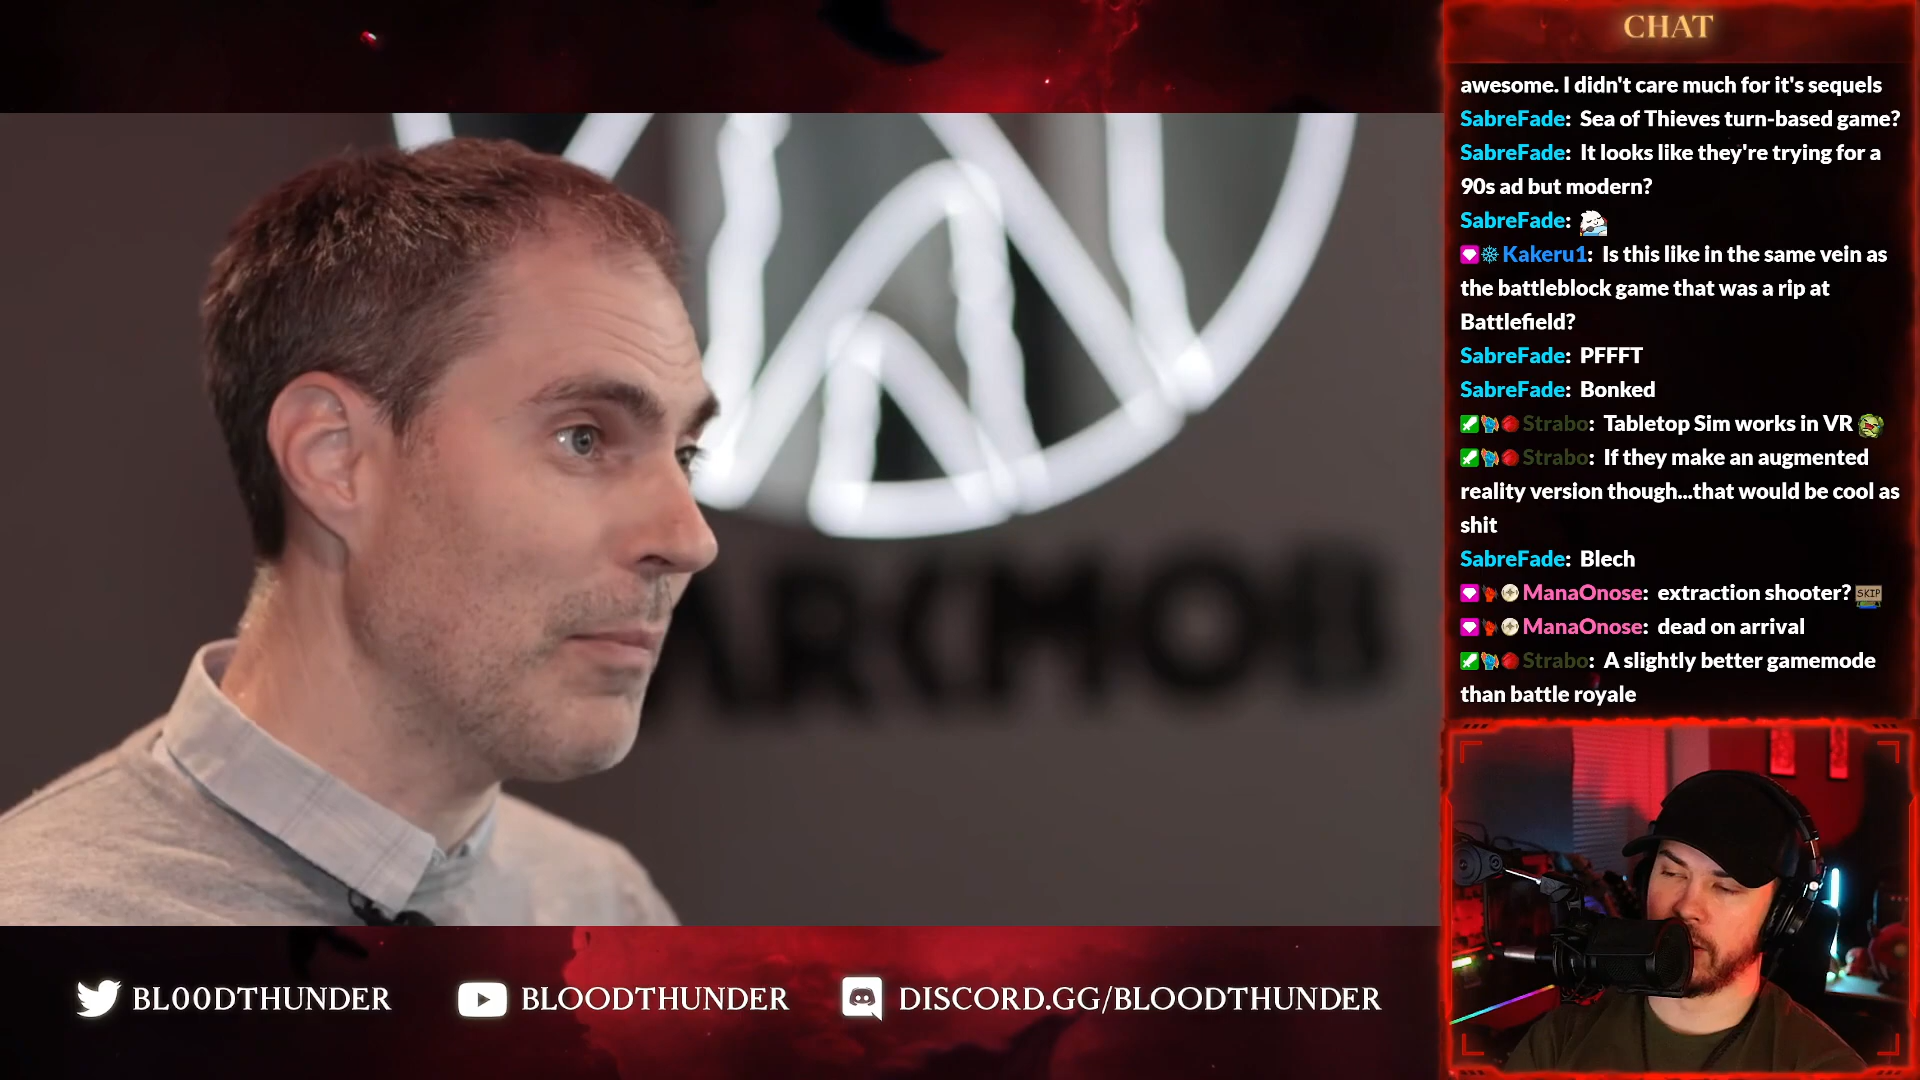 CHAT
awesome. I didn't care much for it's sequels
SabreFade: Sea of Thieves turn-based game?
SabreFade: It looks like they're trying for a
90s ad but modern?
SabreFade:
Kakeru1: Is this like in the same vein as
the battleblock game that was a rip at
Battlefield?
SabreFade: PFFFT
SabreFade: Bonked
Strabo: Tabletop Sim works in VR
Strabo: If they make an augmented
reality version though...that would be cool as
shit
SabreFade: Blech
ManaOnose: extraction shooter? SKIP
ManaOnose: dead on arrival
Strabo: A slightly better gamemode
than battle royale
BL00DTHUNDER
BLOODTHUNDER
DISCORD.GG/BLOODTHUNDER